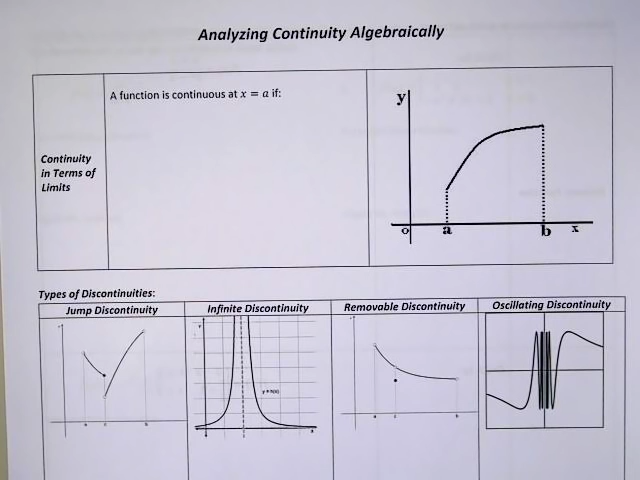 Analyzing Continuity Algebraically
A function is continuous at x = a if:
Continuity
in Terms of
Limits
y
o a b x
Types of Discontinuities:
Jump Discontinuity Infinite Discontinuity Removable Discontinuity Oscillating Discontinuity